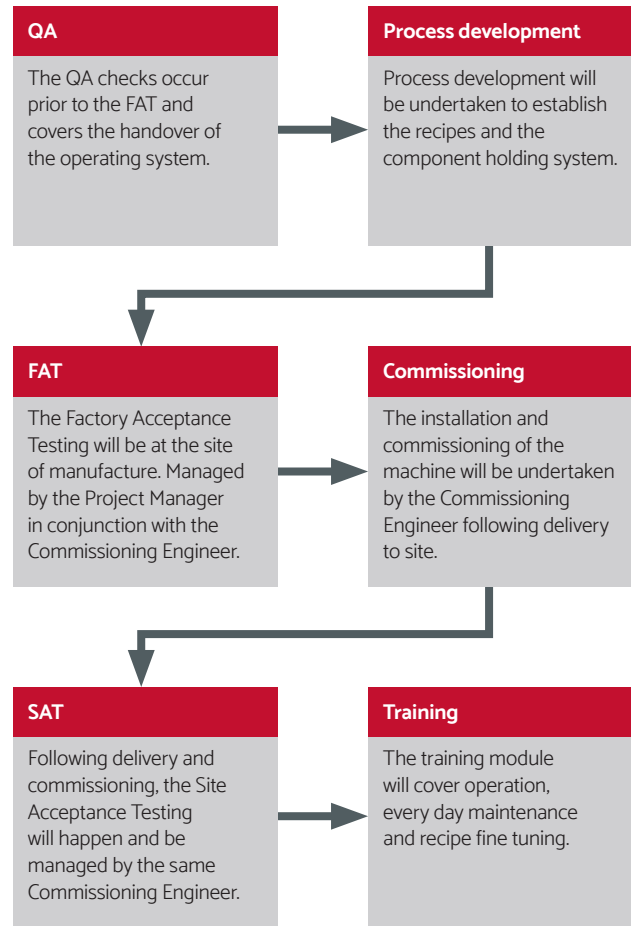 QA
The QA checks occur
prior to the FAT and
covers the handover of
the operating system.
Process development
Process development will
be undertaken to establish
the recipes and the
component holding system.
FAT
The Factory Acceptance
Testing will be at the site
of manufacture. Managed
by the Project Manager
in conjunction with the
Commissioning Engineer.
Commissioning
The installation and
commissioning of the
machine will be undertaken
by the Commissioning
Engineer following delivery
to site.
SAT
Following delivery and
commissioning, the Site
Acceptance Testing
will happen and be
managed by the same
Commissioning Engineer.
Training
The training module
will cover operation,
every day maintenance
and recipe fine tuning.